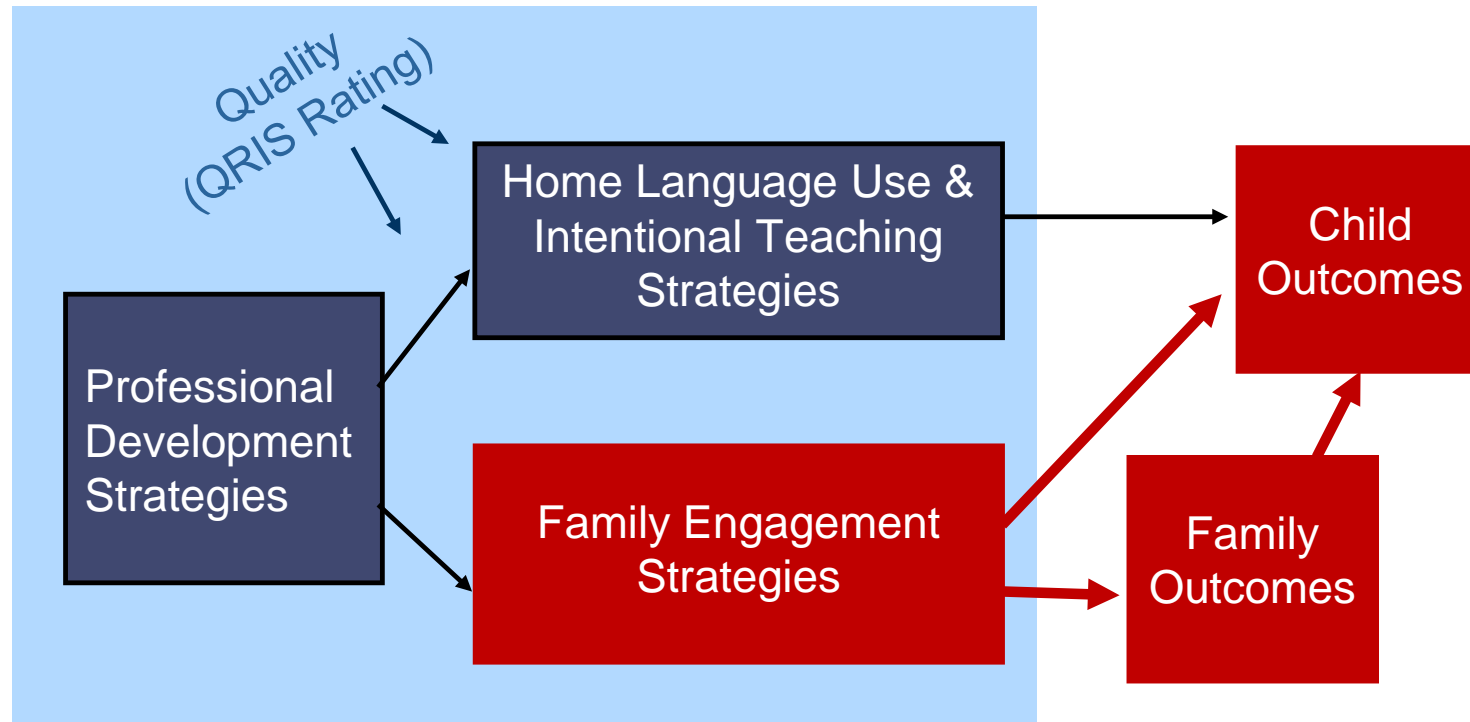 Quality
(QRIS Rating)
Home Language Use &
Intentional Teaching
Strategies
Child
Outcomes
Professional
Development
Strategies
Family Engagement
Strategies
Family
Outcomes